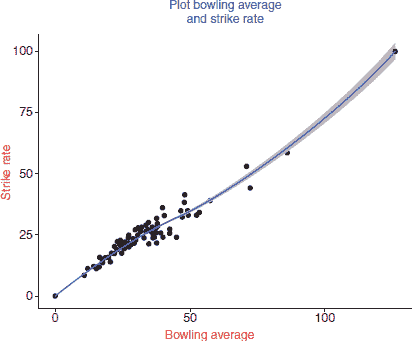 Plot bowling average
and strike rate
100
75
50
25
0
Strike rate
0
50
100
Bowling average